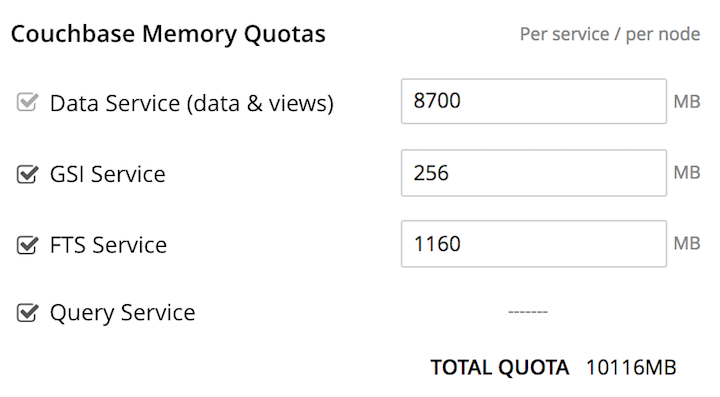 Couchbase Memory Quotas Per service / per node
Data Service (data & views) 8700 MB
GSI Service 256 MB
FTS Service 1160 MB
Query Service -------
TOTAL QUOTA 10116MB